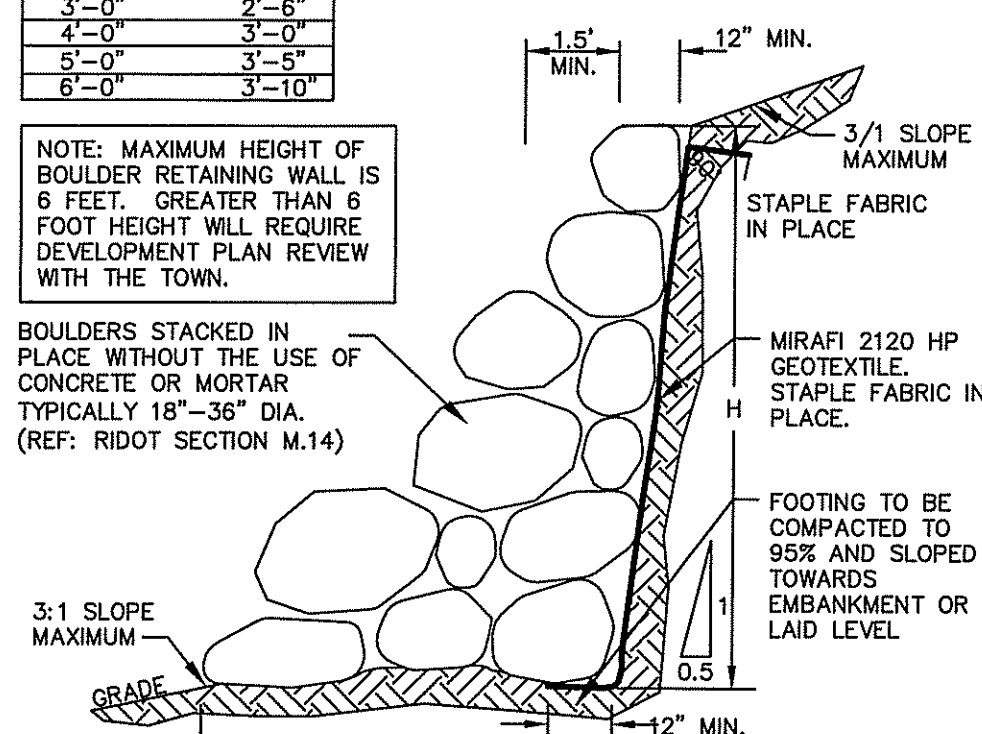 3'-0" 2'-6"
4'-0" 3'-0"
5'-0" 3'-5"
6'-0" 3'-10"
1.5'
MIN.
12" MIN.
NOTE: MAXIMUM HEIGHT OF
BOULDER RETAINING WALL IS
6 FEET. GREATER THAN 6
FOOT HEIGHT WILL REQUIRE
DEVELOPMENT PLAN REVIEW
WITH THE TOWN.
3/1 SLOPE
MAXIMUM
STAPLE FABRIC
IN PLACE
BOULDERS STACKED IN
PLACE WITHOUT THE USE OF
CONCRETE OR MORTAR
TYPICALLY 18"-36" DIA.
(REF: RIDOT SECTION M.14)
MIRAFI 2120 HP
GEOTEXTILE.
STAPLE FABRIC IN
PLACE.
H
FOOTING TO BE
COMPACTED TO
95% AND SLOPED
TOWARDS
EMBANKMENT OR
LAID LEVEL
1
0.5
3:1 SLOPE
MAXIMUM
GRADE
12" MIN.